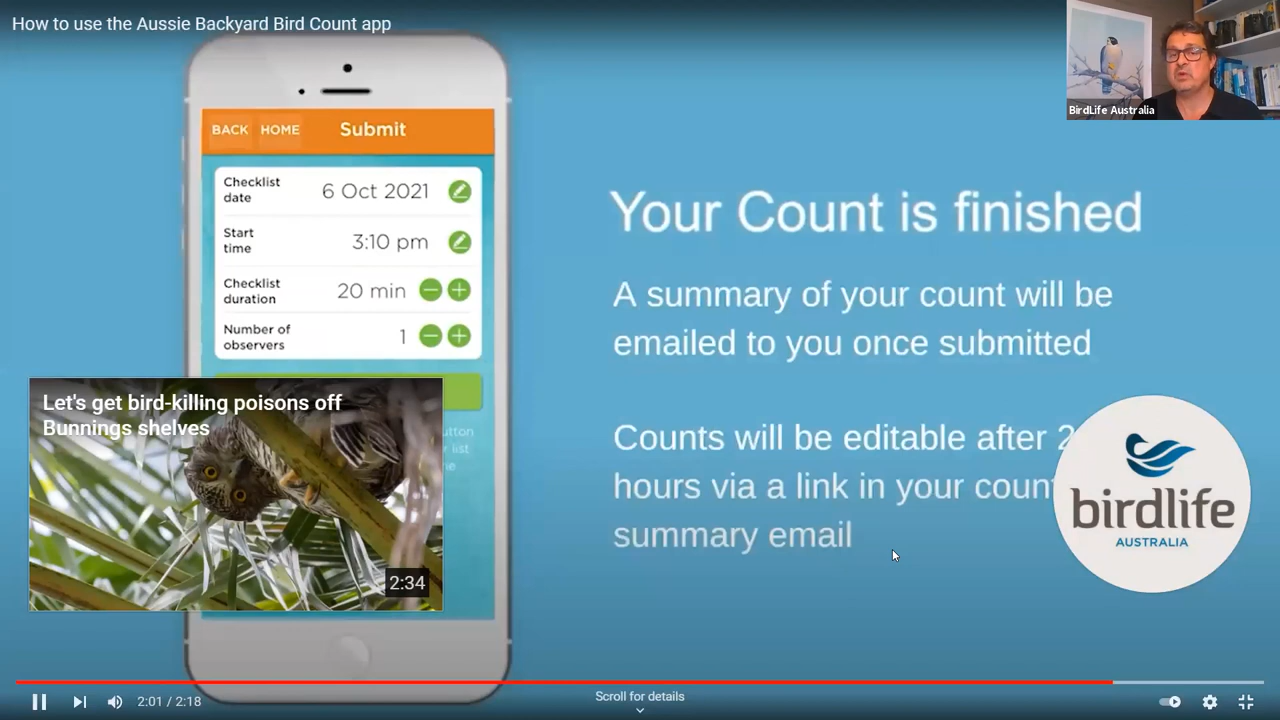 How to use the Aussie Backyard Bird Count app
BirdLife Australia
BACK HOME Submit
Checklist
date
6 Oct 2021
Start
time
3:10 pm
Checklist
duration
20 min
Number of
observers
1
Your Count is finished
A summary of your count will be
emailed to you once submitted
Counts will be editable after
hours via a link in your
summary email
Let's get bird-killing poisons off
Bunnings shelves
2:34
list
birdlife
AUSTRALIA
2:01 / 2:18
Scroll for details